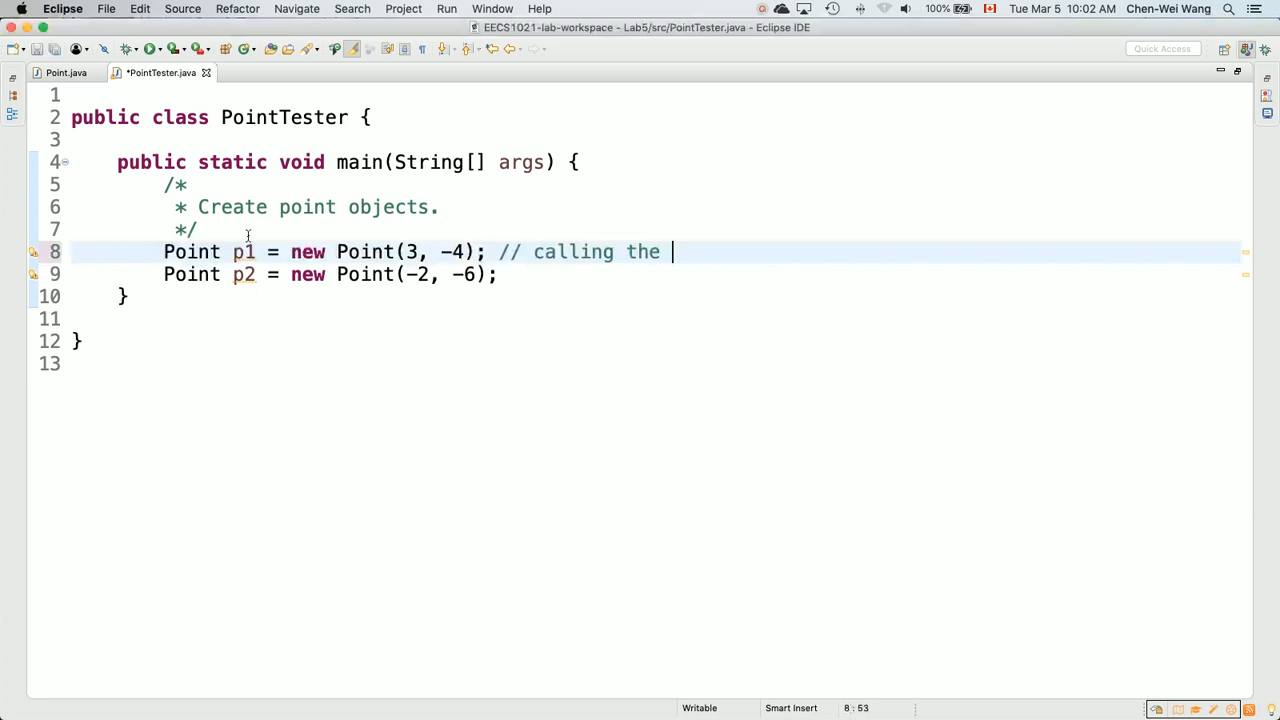 Eclipse File Edit Source Refactor Navigate Search Project Run Window Help 100% Tue Mar 5 10:02 AM Chen-Wei Wang
EECS1021-lab-workspace - Lab5/src/PointTester.java - Eclipse IDE
Quick Access
Point.java *PointTester.java
1
2 public class PointTester {
3
4 public static void main(String[] args) {
5 /*
6 * Create point objects.
7 */
8 Point p1 = new Point(3, -4); // calling the
9 Point p2 = new Point(-2, -6);
10 }
11
12 }
13
Writable Smart Insert 8 : 53